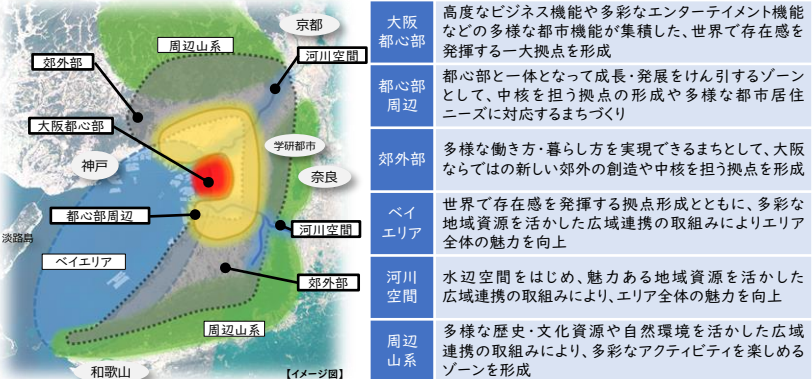 京都
周辺山系
河川空間
郊外部
大阪都心部
学研都市
神戸
奈良
都心部周辺
河川空間
淡路島
ベイエリア
郊外部
周辺山系
和歌山
【イメージ図】
大阪
都心部
高度なビジネス機能や多彩なエンターテイメント機能
などの多様な都市機能が集積した、世界で存在感を
発揮する一大拠点を形成
都心部
周辺
都心部と一体となって成長・発展をけん引するゾーン
として、中核を担う拠点の形成や多様な都市居住
ニーズに対応するまちづくり
郊外部
多様な働き方・暮らし方を実現できるまちとして、大阪
ならではの新しい郊外の創造や中核を担う拠点を形成
ベイ
エリア
世界で存在感を発揮する拠点形成とともに、多彩な
地域資源を活かした広域連携の取組みによりエリア
全体の魅力を向上
河川
空間
水辺空間をはじめ、魅力ある地域資源を活かした
広域連携の取組みにより、エリア全体の魅力を向上
周辺
山系
多様な歴史・文化資源や自然環境を活かした広域
連携の取組みにより、多彩なアクティビティを楽しめる
ゾーンを形成